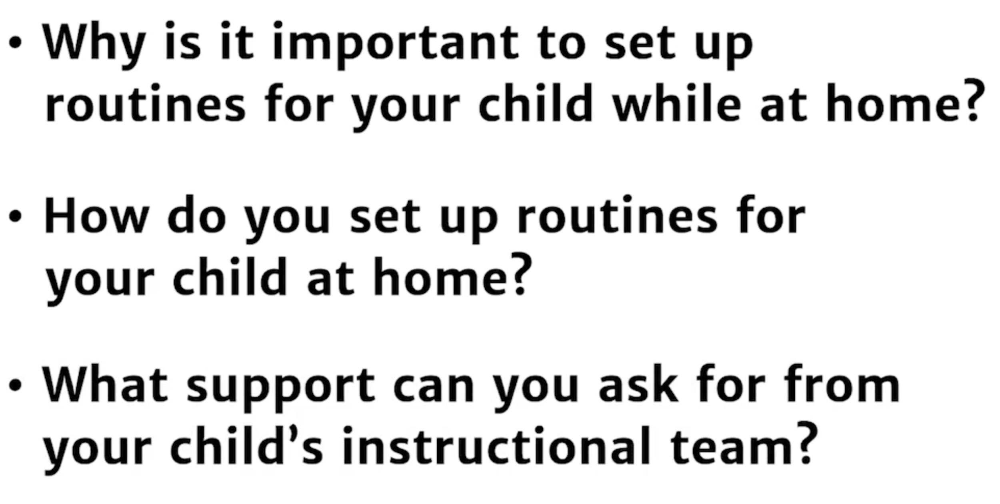 • Why is it important to set up
routines for your child while at home?
• How do you set up routines for
your child at home?
• What support can you ask for from
your child’s instructional team?